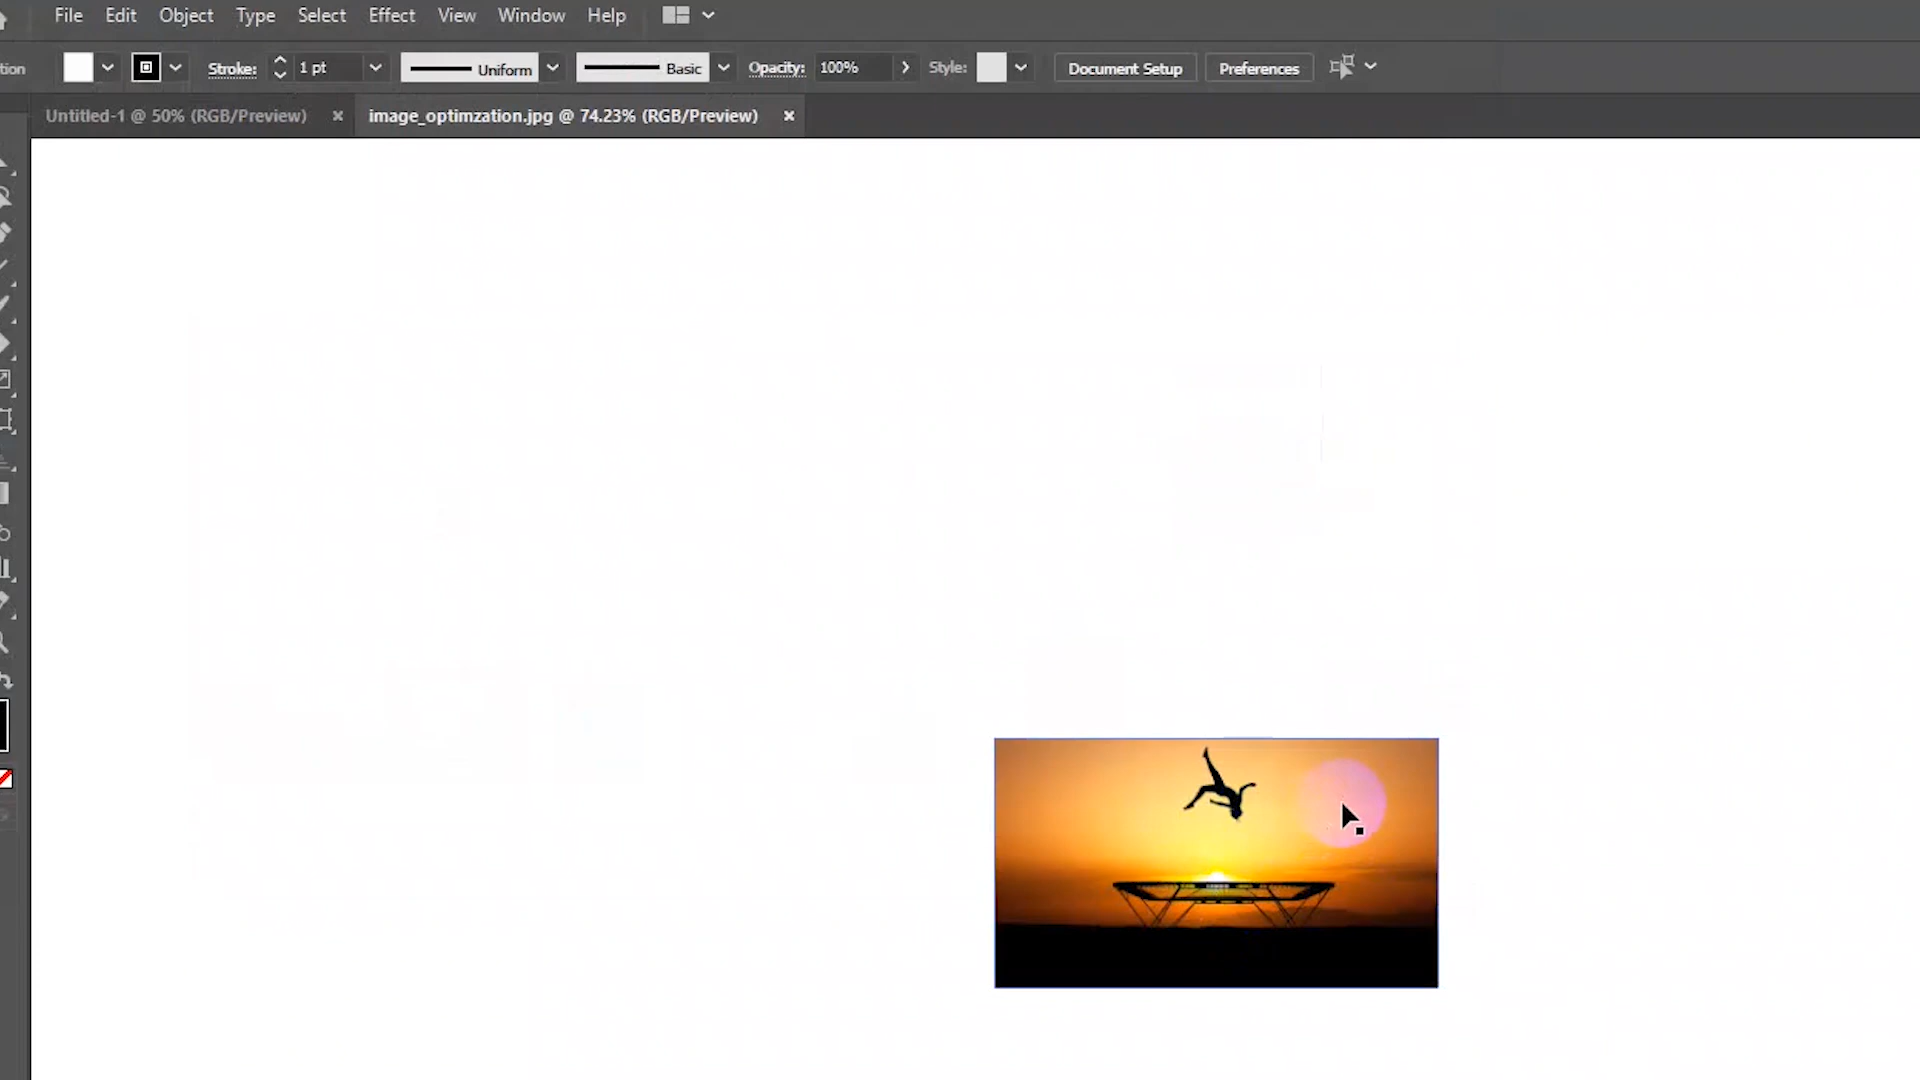 File Edit Object Type Select Effect View Window Help
tion Stroke: 1 pt Uniform Basic Opacity: 100% Style: Document Setup Preferences
Untitled-1 @ 50% (RGB/Preview) × image_optimzation.jpg @ 74.23% (RGB/Preview) ×